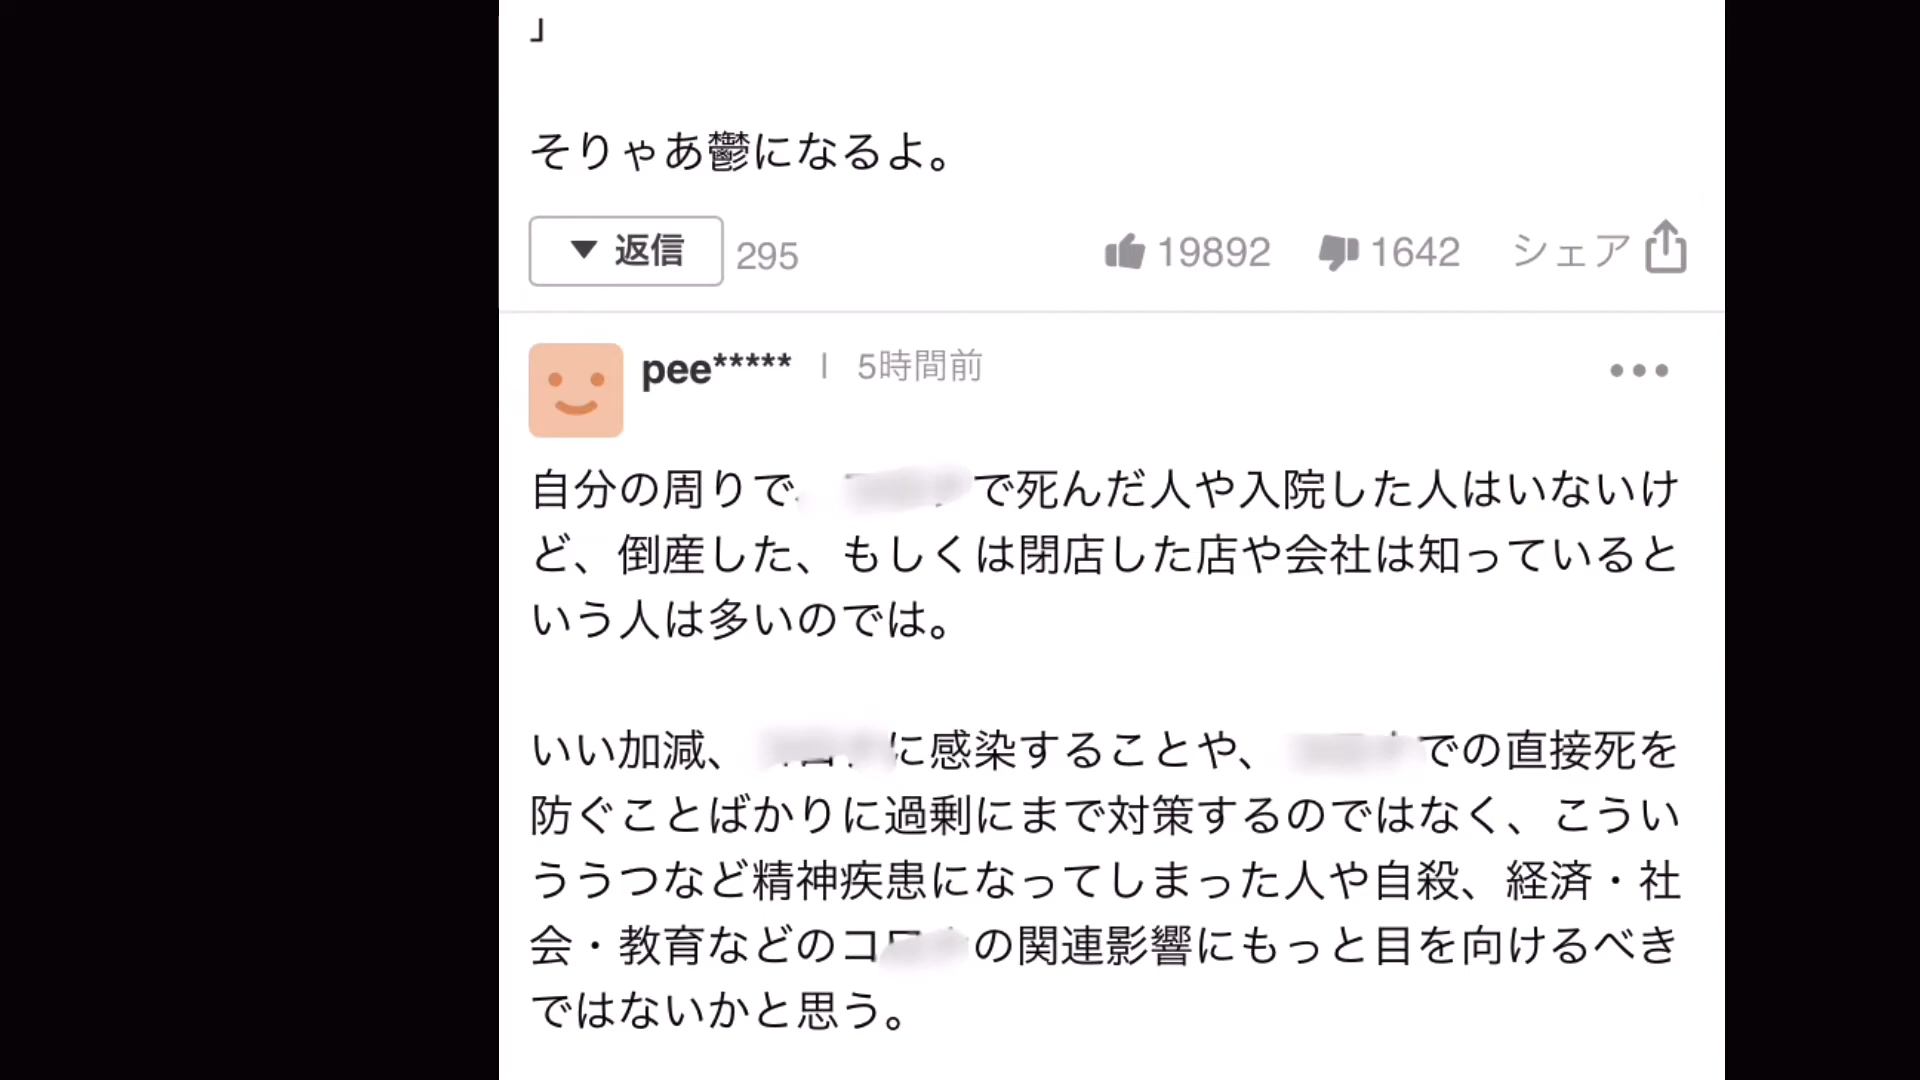 」
そりゃあ鬱になるよ。
返信 295 19892 1642 シェア
pee***** | 5時間前
自分の周りで、 で死んだ人や入院した人はいないけ
ど、倒産した、もしくは閉店した店や会社は知っていると
いう人は多いのでは。
いい加減、 に感染することや、 での直接死を
防ぐことばかりに過剰にまで対策するのではなく、こうい
ううつなど精神疾患になってしまった人や自殺、経済・社
会・教育などのコ の関連影響にもっと目を向けるべき
ではないかと思う。